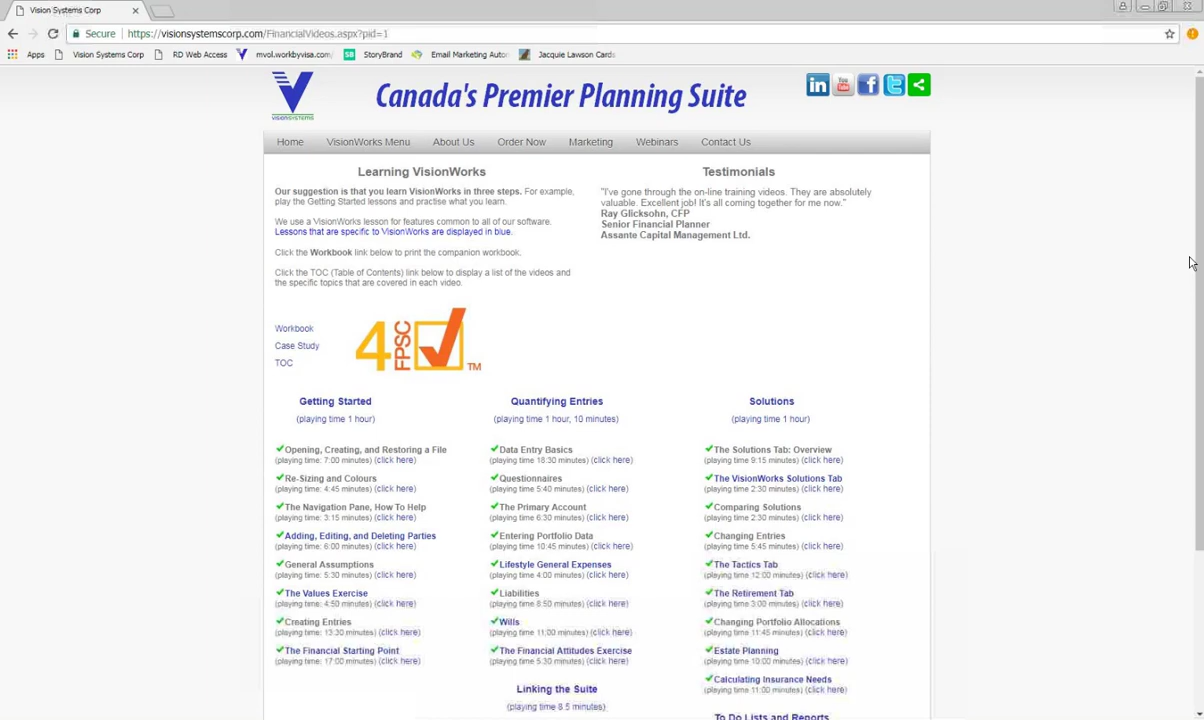 Vision Systems Corp
Secure https://visionsystemscorp.com/FinancialVideos.aspx?pid=1
Apps Vision Systems Corp RD Web Access mvol.workbyvisa.com/ SB StoryBrand Email Marketing Autom Jacquie Lawson Cards
VISIONSYSTEMS
Canada's Premier Planning Suite
in You Tube f t
Home VisionWorks Menu About Us Order Now Marketing Webinars Contact Us
Learning VisionWorks
Our suggestion is that you learn VisionWorks in three steps. For example,
play the Getting Started lessons and practise what you learn.
We use a VisionWorks lesson for features common to all of our software.
Lessons that are specific to VisionWorks are displayed in blue.
Click the Workbook link below to print the companion workbook.
Click the TOC (Table of Contents) link below to display a list of the videos and
the specific topics that are covered in each video.
Testimonials
"I've gone through the on-line training videos. They are absolutely
valuable. Excellent job! It's all coming together for me now."
Ray Glicksohn, CFP
Senior Financial Planner
Assante Capital Management Ltd.
Workbook
Case Study
TOC
4 FPSC TM
Getting Started
(playing time 1 hour)
Opening, Creating, and Restoring a File
(playing time: 7:00 minutes) (click here)
Re-Sizing and Colours
(playing time: 4:45 minutes) (click here)
The Navigation Pane, How To Help
(playing time: 3:15 minutes) (click here)
Adding, Editing, and Deleting Parties
(playing time: 6:00 minutes) (click here)
General Assumptions
(playing time: 5:30 minutes) (click here)
The Values Exercise
(playing time: 4:50 minutes) (click here)
Creating Entries
(playing time: 13:30 minutes) (click here)
The Financial Starting Point
(playing time: 17:00 minutes) (click here)
Quantifying Entries
(playing time 1 hour, 10 minutes)
Data Entry Basics
(playing time 18:30 minutes) (click here)
Questionnaires
(playing time 5:40 minutes) (click here)
The Primary Account
(playing time 6:30 minutes) (click here)
Entering Portfolio Data
(playing time 10:45 minutes) (click here)
Lifestyle General Expenses
(playing time 4:00 minutes) (click here)
Liabilities
(playing time 8:50 minutes) (click here)
Wills
(playing time 11:00 minutes) (click here)
The Financial Attitudes Exercise
(playing time 5:30 minutes) (click here)
Linking the Suite
(playing time 8.5 minutes)
Solutions
(playing time 1 hour)
The Solutions Tab: Overview
(playing time 9:15 minutes) (click here)
The VisionWorks Solutions Tab
(playing time 2:30 minutes) (click here)
Comparing Solutions
(playing time 2:30 minutes) (click here)
Changing Entries
(playing time 5:45 minutes) (click here)
The Tactics Tab
(playing time 12:00 minutes) (click here)
The Retirement Tab
(playing time 3:00 minutes) (click here)
Changing Portfolio Allocations
(playing time 11:45 minutes) (click here)
Estate Planning
(playing time 10:00 minutes) (click here)
Calculating Insurance Needs
(playing time 11:00 minutes) (click here)
To Do Lists and Reports